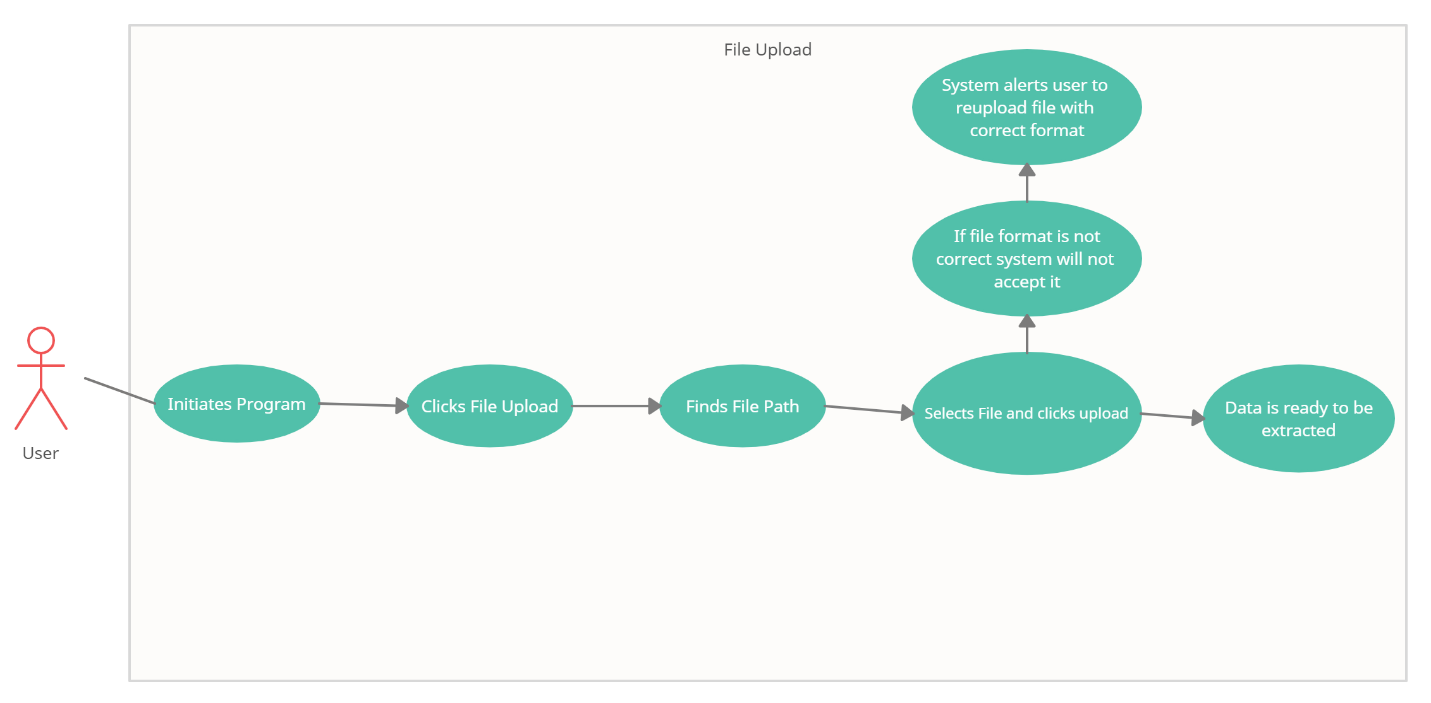 File Upload
System alerts user to
reupload file with
correct format
If file format is not
correct system will not
accept it
Initiates Program
Clicks File Upload
Finds File Path
Selects File and clicks upload
Data is ready to be
extracted
User